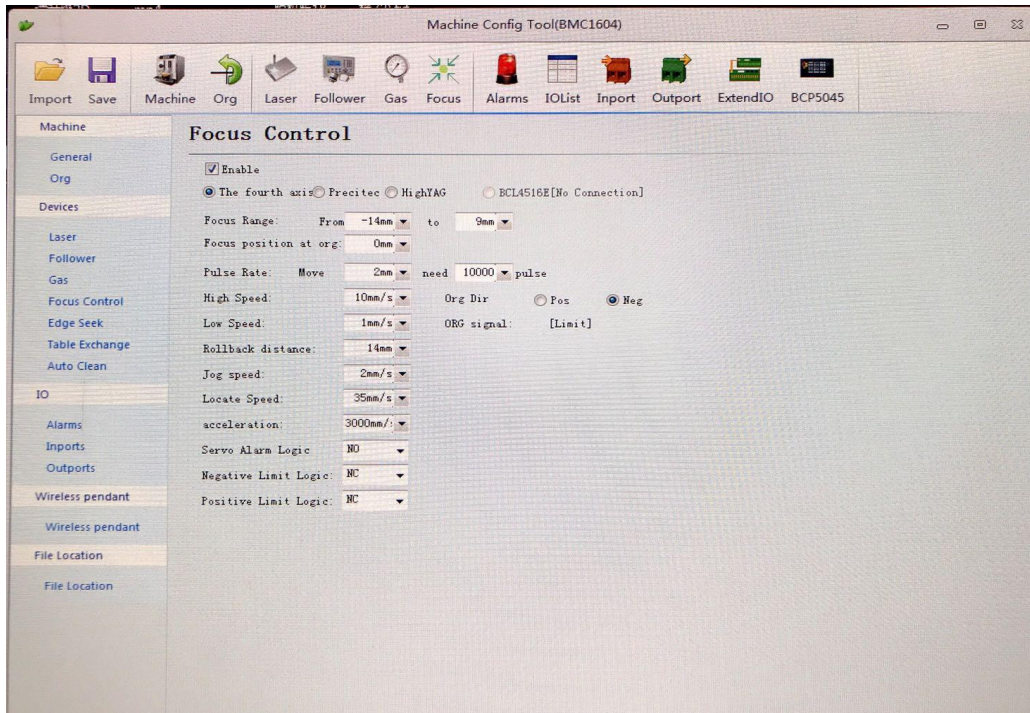 Machine Config Tool(BMC1604)
Import Save Machine Org Laser Follower Gas Focus Alarms IOList Inport Outport ExtendIO BCP5045
Machine
General
Org
Devices
Laser
Follower
Gas
Focus Control
Edge Seek
Table Exchange
Auto Clean
IO
Alarms
Inports
Outports
Wireless pendant
Wireless pendant
File Location
File Location
Focus Control
Enable
The fourth axis Precitec HighYAG BCL4516E[No Connection]
Focus Range: From -14mm to 9mm
Focus position at org: 0mm
Pulse Rate: Move 2mm need 10000 pulse
High Speed: 10mm/s Org Dir Pos Neg
Low Speed: 1mm/s ORG signal: [Limit]
Rollback distance: 14mm
Jog speed: 2mm/s
Locate Speed: 35mm/s
acceleration: 3000mm/:
Servo Alarm Logic NO
Negative Limit Logic: NC
Positive Limit Logic: NC